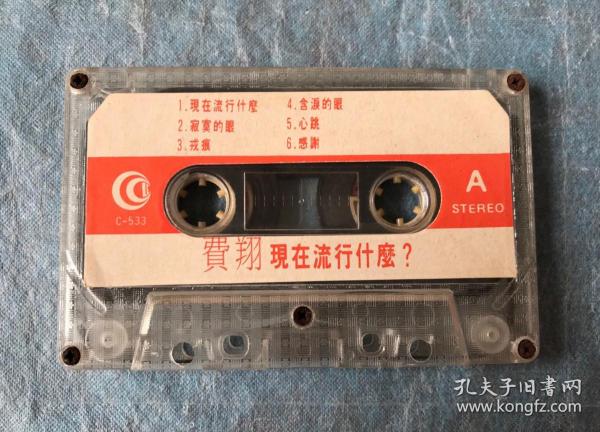 1.現在流行什麼
2.寂寞的眼
3.戎痕
4.含淚的眼
5.心跳
6.感謝
C-533
A
STEREO
費翔 現在流行什麼?
孔夫子旧书网
www.kongfz.com